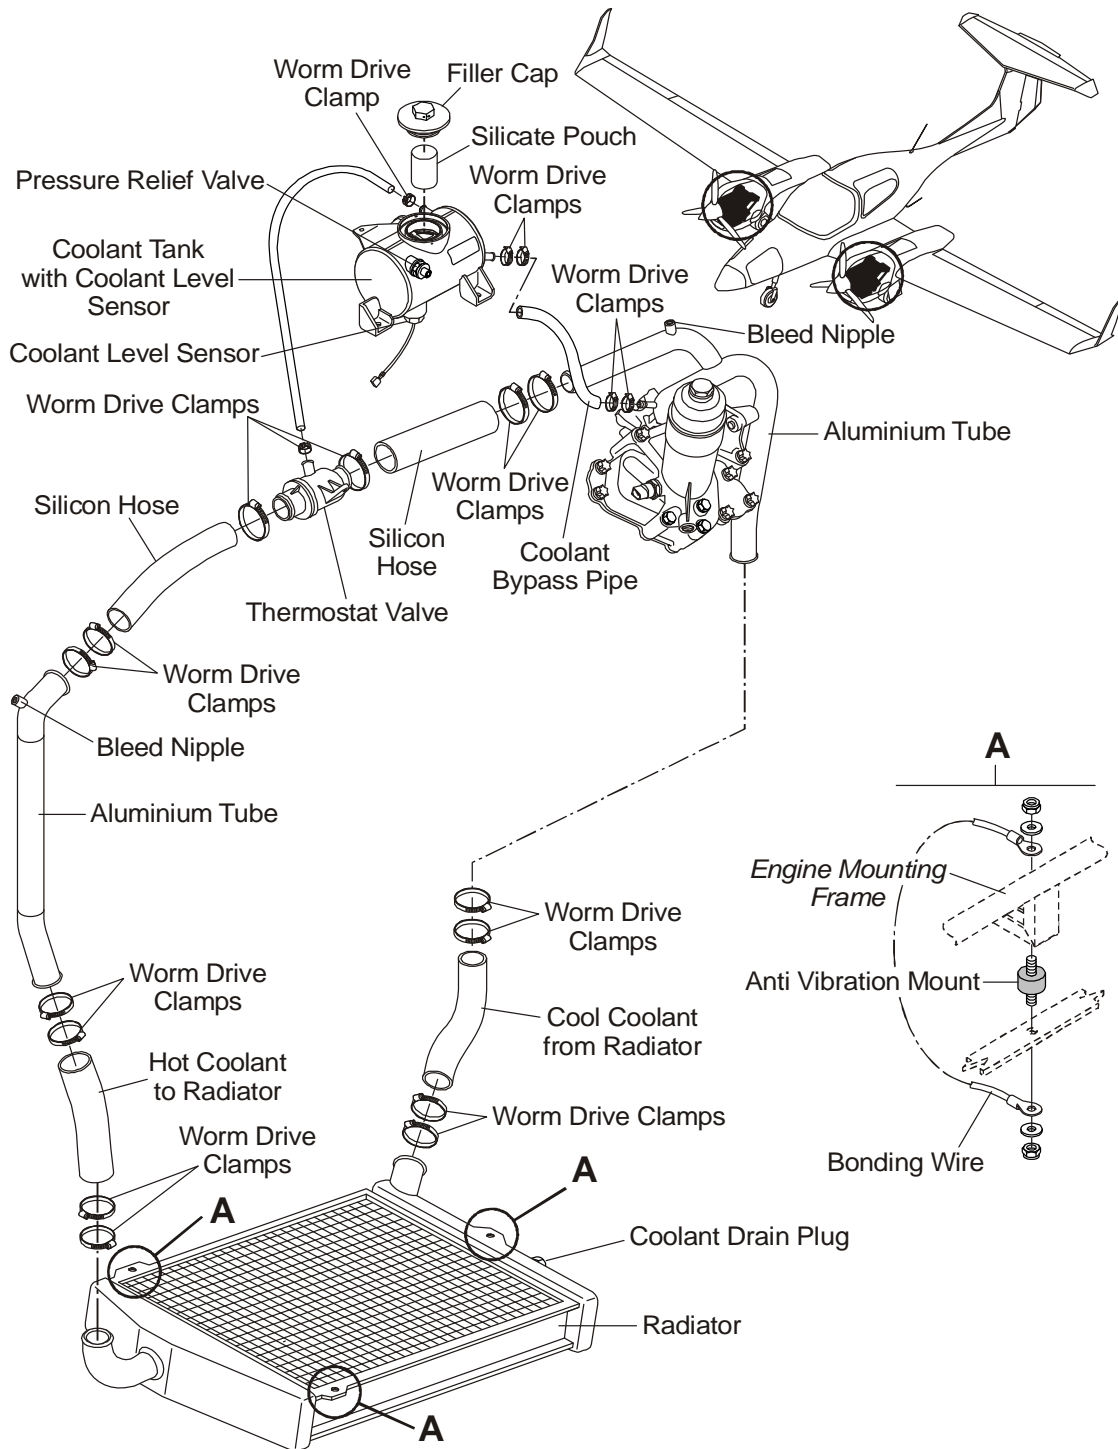 Worm Drive
Clamp
Filler Cap
Silicate Pouch
Pressure Relief Valve
Worm Drive
Clamps
Coolant Tank
with Coolant Level
Sensor
Worm Drive
Clamps
Bleed Nipple
Coolant Level Sensor
Worm Drive Clamps
Aluminium Tube
Worm Drive
Clamps
Silicon Hose
Silicon
Hose
Coolant
Bypass Pipe
Thermostat Valve
Worm Drive
Clamps
Bleed Nipple
A
Aluminium Tube
Engine Mounting
Frame
Worm Drive
Clamps
Worm Drive
Clamps
Anti Vibration Mount
Cool Coolant
from Radiator
Hot Coolant
to Radiator
Worm Drive Clamps
Worm Drive
Clamps
Bonding Wire
A
A
Coolant Drain Plug
Radiator
A